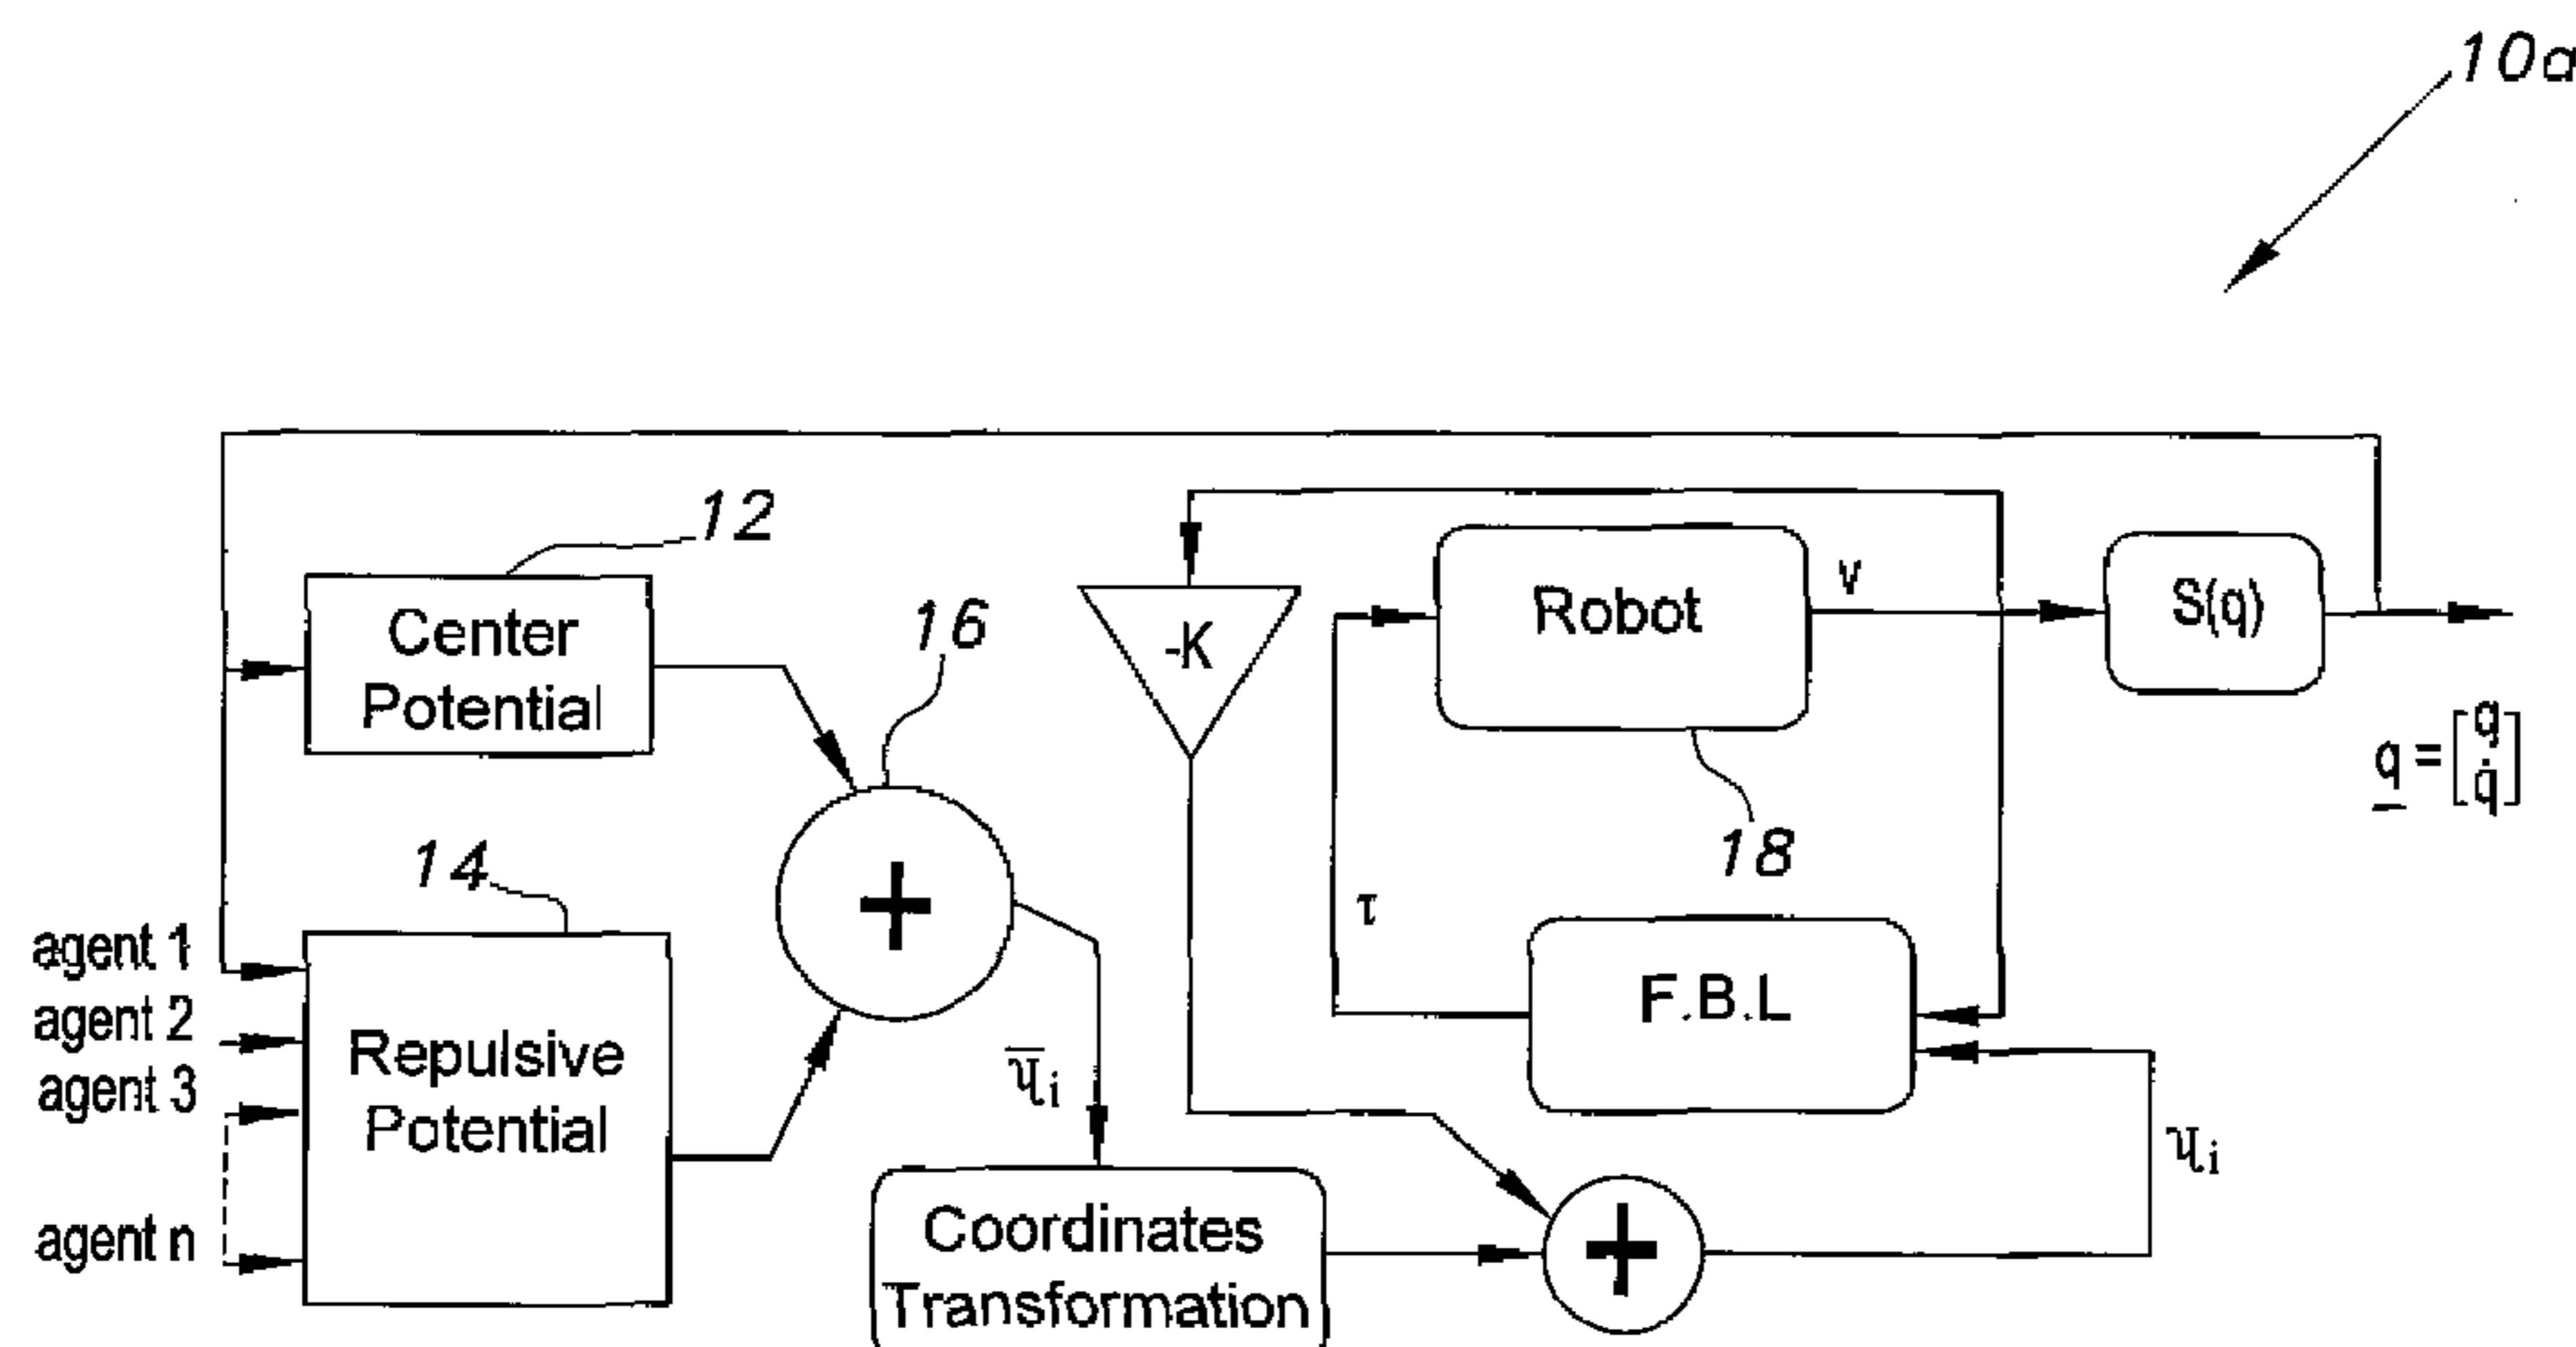 10a
12
Center
Potential
16
-K
Robot
v
S(q)
q = [q
q̇]
18
14
agent 1
agent 2
agent 3
agent n
Repulsive
Potential
+
τ
F.B.L
Coordinates
Transformation
+